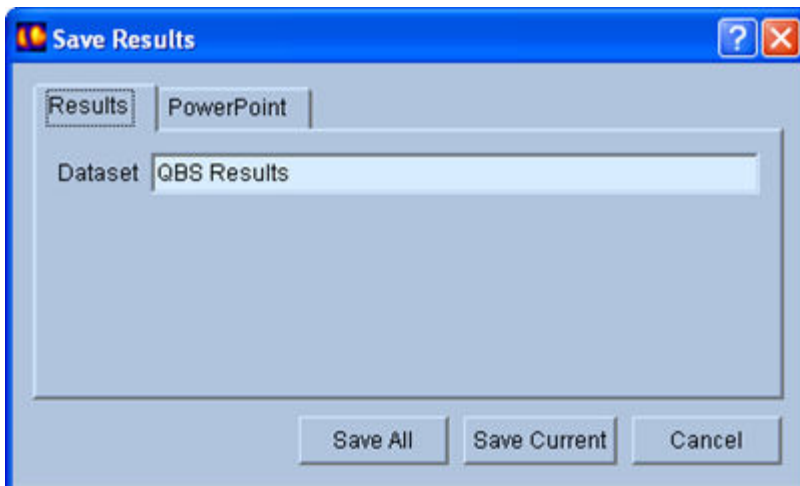 Save Results
Results PowerPoint
Dataset QBS Results
Save All Save Current Cancel